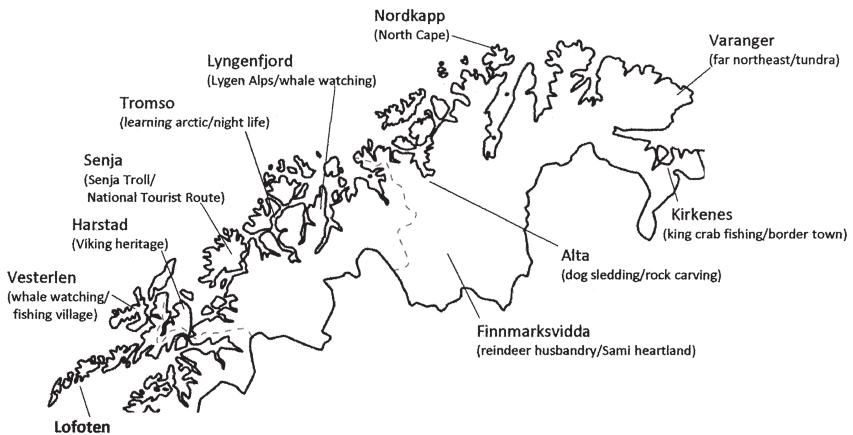 Nordkapp
(North Cape)
Varanger
(far northeast/tundra)
Lyngenfjord
(Lygen Alps/whale watching)
Tromso
(learning arctic/night life)
Senja
(Senja Troll/
National Tourist Route)
Harstad
(Viking heritage)
Vesterlen
(whale watching/
fishing village)
Lofoten
Kirkenes
(king crab fishing/border town)
Alta
(dog sledding/rock carving)
Finnmarksvidda
(reindeer husbandry/Sami heartland)